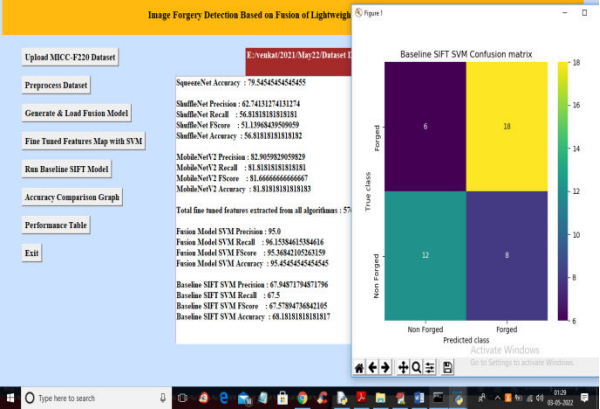 Image Forgery Detection Based on Fusion of Lightweigh
Figure 1
Upload MICC-F220 Dataset
Preprocess Dataset
Generate & Load Fusion Model
Fine Tuned Features Map with SVM
Run Baseline SIFT Model
Accuracy Comparison Graph
Performance Table
Exit
E:/venkat/2021/May22/Dataset D
SqueezeNet Accuracy : 79.54545454545455
ShuffleNet Precision : 62.74131274131274
ShuffleNet Recall : 56.81818181818181
ShuffleNet FScore : 51.13968439509059
ShuffleNet Accuracy : 56.81818181818182
MobileNetV2 Precision : 82.9059829059829
MobileNetV2 Recall : 81.81818181818181
MobileNetV2 FScore : 81.66666666666667
MobileNetV2 Accuracy : 81.81818181818183
Total fine tuned features extracted from all algorithmns : 576
Fusion Model SVM Precision : 95.0
Fusion Model SVM Recall : 96.15384615384616
Fusion Model SVM FScore : 95.36842105263159
Fusion Model SVM Accuracy : 95.45454545454545
Baseline SIFT SVM Precision : 67.94871794871796
Baseline SIFT SVM Recall : 67.5
Baseline SIFT SVM FScore : 67.57894736842105
Baseline SIFT SVM Accuracy : 68.18181818181817
Baseline SIFT SVM Confusion matrix
True class
Forged
Non Forged
6
18
12
8
Non Forged
Forged
Predicted class
18
16
14
12
10
8
6
Activate Windows
Go to Settings to activate Windows.
Type here to search
01:29
03-05-2022